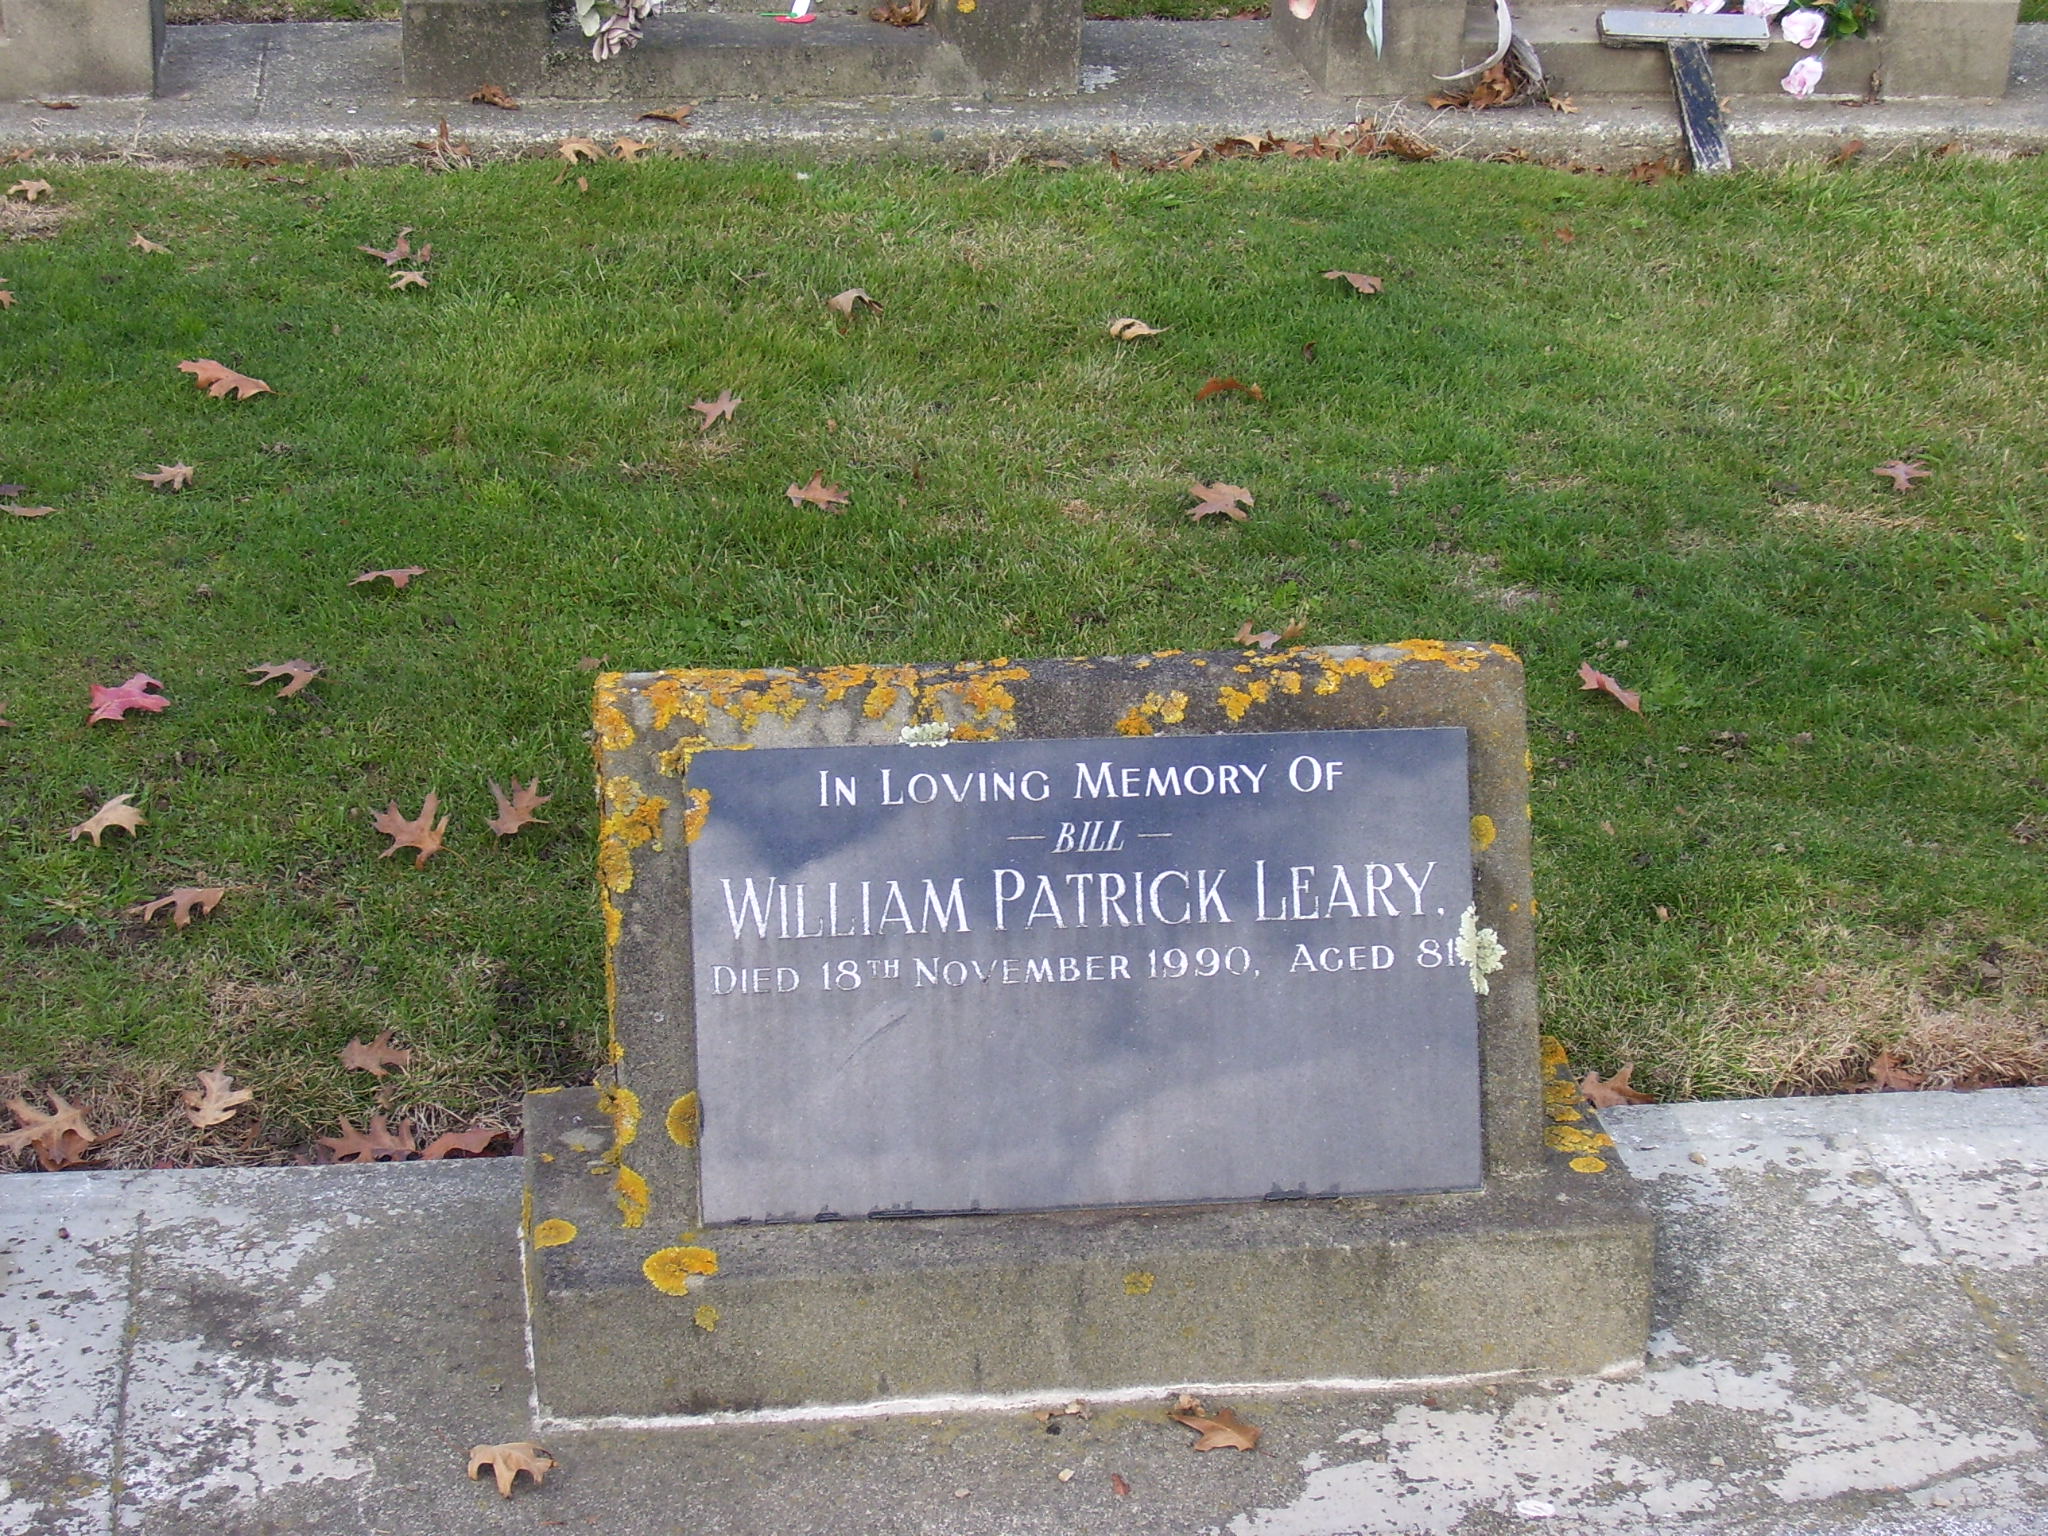 IN LOVING MEMORY OF
— BILL —
WILLIAM PATRICK LEARY.
DIED 18TH NOVEMBER 1990, AGED 81